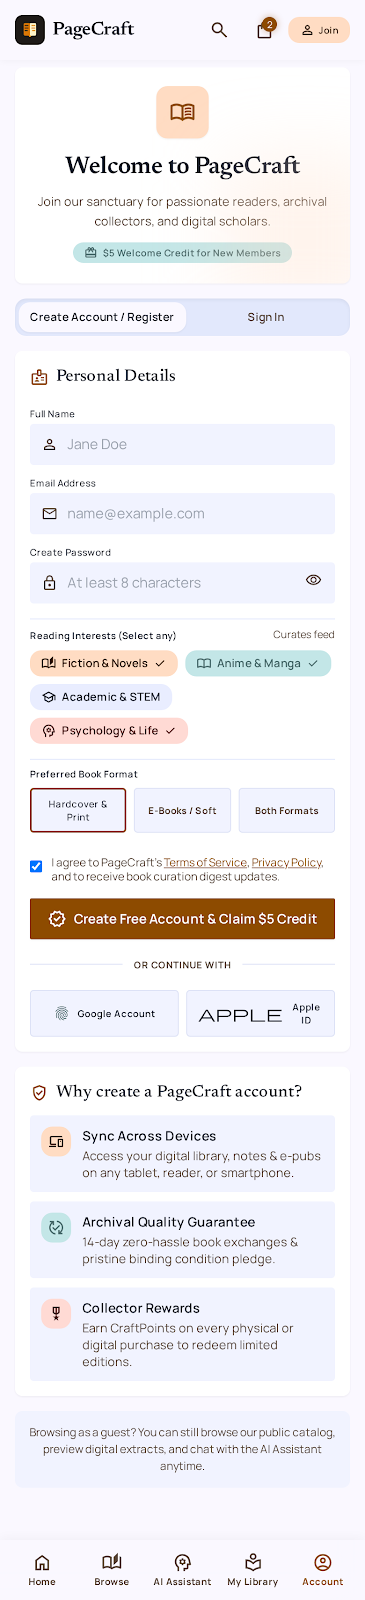 PageCraft
2
Join
Welcome to PageCraft
Join our sanctuary for passionate readers, archival
collectors, and digital scholars.
$5 Welcome Credit for New Members
Create Account / Register
Sign In
Personal Details
Full Name
Jane Doe
Email Address
name@example.com
Create Password
At least 8 characters
Reading Interests (Select any)
Curates feed
Fiction & Novels
Anime & Manga
Academic & STEM
Psychology & Life
Preferred Book Format
Hardcover &
Print
E-Books / Soft
Both Formats
I agree to PageCraft's Terms of Service, Privacy Policy,
and to receive book curation digest updates.
Create Free Account & Claim $5 Credit
OR CONTINUE WITH
Google Account
APPLE
Apple
ID
Why create a PageCraft account?
Sync Across Devices
Access your digital library, notes & e-pubs
on any tablet, reader, or smartphone.
Archival Quality Guarantee
14-day zero-hassle book exchanges &
pristine binding condition pledge.
Collector Rewards
Earn CraftPoints on every physical or
digital purchase to redeem limited
editions.
Browsing as a guest? You can still browse our public catalog,
preview digital extracts, and chat with the AI Assistant
anytime.
Home
Browse
AI Assistant
My Library
Account